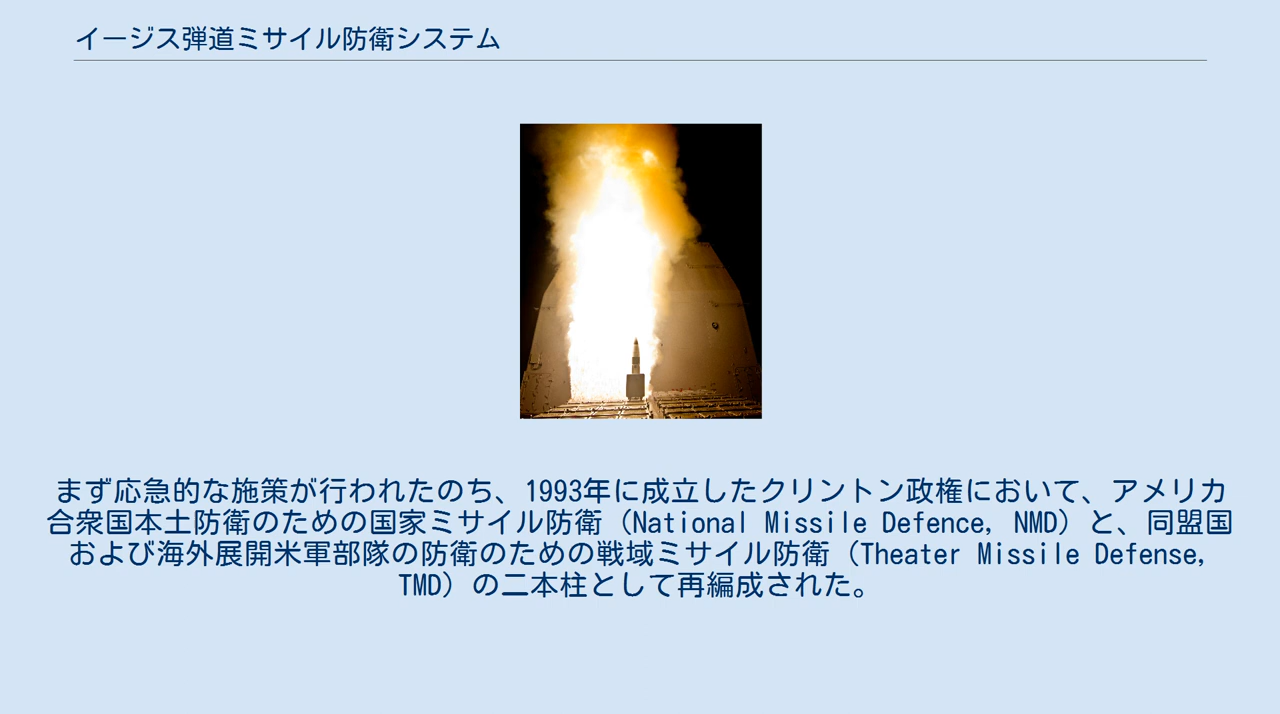 イージス弾道ミサイル防衛システム
まず応急的な施策が行われたのち、1993年に成立したクリントン政権において、アメリカ
合衆国本土防衛のための国家ミサイル防衛（National Missile Defence, NMD）と、同盟国
および海外展開米軍部隊の防衛のための戦域ミサイル防衛（Theater Missile Defense,
TMD）の二本柱として再編成された。